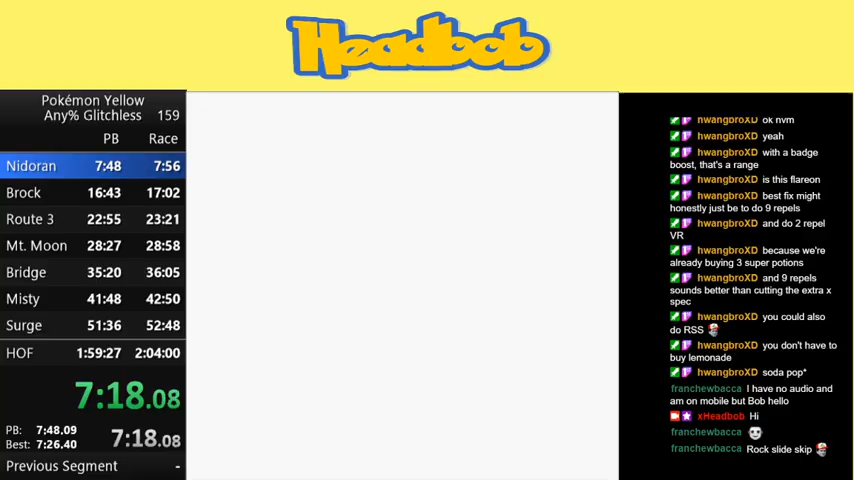 Headbob
Pokémon Yellow
Any% Glitchless 159
PB Race
Nidoran 7:48 7:56
Brock 16:43 17:02
Route 3 22:55 23:21
Mt. Moon 28:27 28:58
Bridge 35:20 36:05
Misty 41:48 42:50
Surge 51:36 52:48
HOF 1:59:27 2:04:00
7:18.08
PB: 7:48.09
Best: 7:26.40
7:18.08
Previous Segment -
hwangbroXD ok nvm
hwangbroXD yeah
hwangbroXD with a badge
boost, that's a range
hwangbroXD is this flareon
hwangbroXD best fix might
honestly just be to do 9 repels
hwangbroXD and do 2 repel
VR
hwangbroXD because we're
already buying 3 super potions
hwangbroXD and 9 repels
sounds better than cutting the extra x
spec
hwangbroXD you could also
do RSS
hwangbroXD you don't have to
buy lemonade
hwangbroXD soda pop*
franchewbacca I have no audio and
am on mobile but Bob hello
xHeadbob Hi
franchewbacca
franchewbacca Rock slide skip